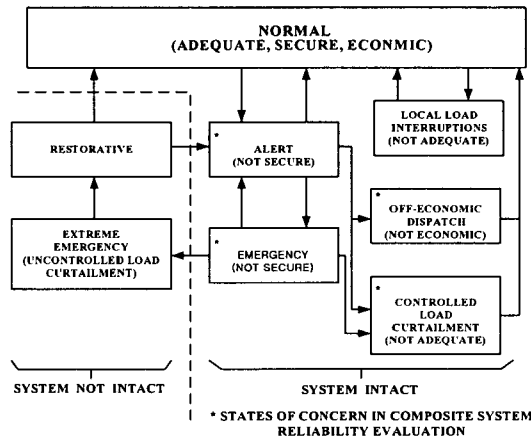 NORMAL
(ADEQUATE, SECURE, ECONMIC)
RESTORATIVE
* ALERT
(NOT SECURE)
LOCAL LOAD
INTERRUPTIONS
(NOT ADEQUATE)
EXTREME
EMERGENCY
(UNCONTROLLED LOAD
CURTAILMENT)
* EMERGENCY
(NOT SECURE)
* OFF-ECONOMIC
DISPATCH
(NOT ECONOMIC)
* CONTROLLED
LOAD
CURTAILMENT
(NOT ADEQUATE)
SYSTEM NOT INTACT
SYSTEM INTACT
* STATES OF CONCERN IN COMPOSITE SYSTEM
RELIABILITY EVALUATION